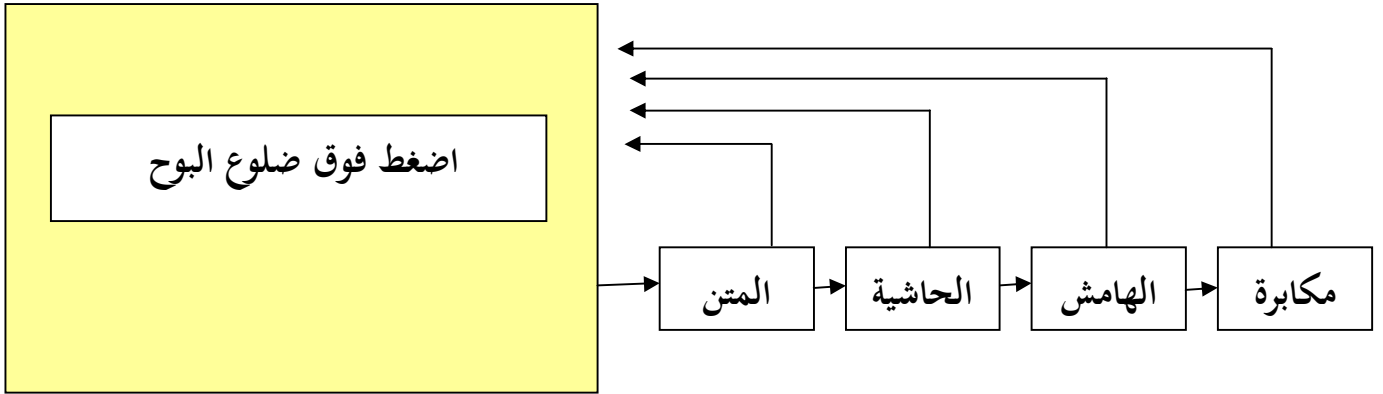 اضغط فوق ضلوع البوح
مكابرة
الهامش
الحاشية
المتن